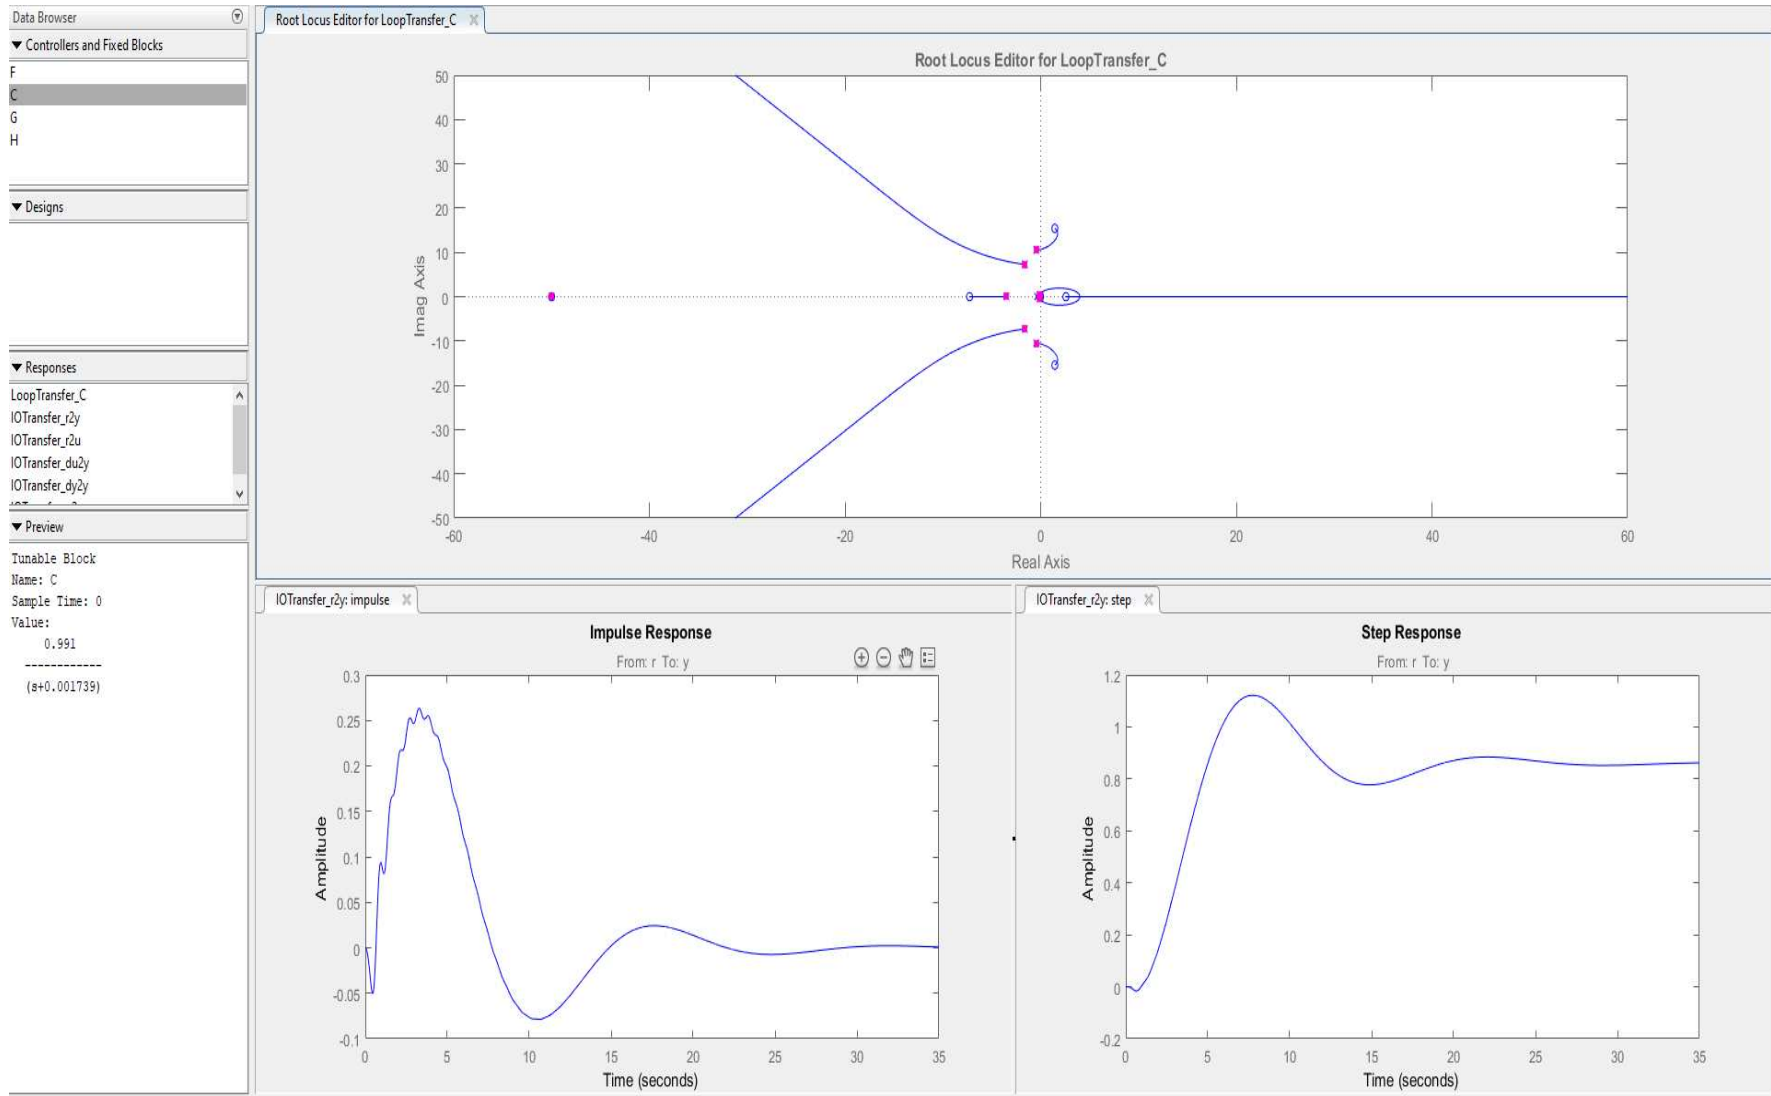 Data Browser
Controllers and Fixed Blocks
F
C
G
H
Designs
Responses
LoopTransfer_C
IOTransfer_r2y
IOTransfer_r2u
IOTransfer_du2y
IOTransfer_dy2y
Preview
Tunable Block
Name: C
Sample Time: 0
Value:
0.991
------------
(s+0.001739)
Root Locus Editor for LoopTransfer_C
Root Locus Editor for LoopTransfer_C
Imag Axis
50
40
30
20
10
0
-10
-20
-30
-40
-50
-60 -40 -20 0 20 40 60
Real Axis
IOTransfer_r2y: impulse
Impulse Response
From: r To: y
Amplitude
0.3
0.25
0.2
0.15
0.1
0.05
0
-0.05
-0.1
0 5 10 15 20 25 30 35
Time (seconds)
IOTransfer_r2y: step
Step Response
From: r To: y
Amplitude
1.2
1
0.8
0.6
0.4
0.2
0
-0.2
0 5 10 15 20 25 30 35
Time (seconds)